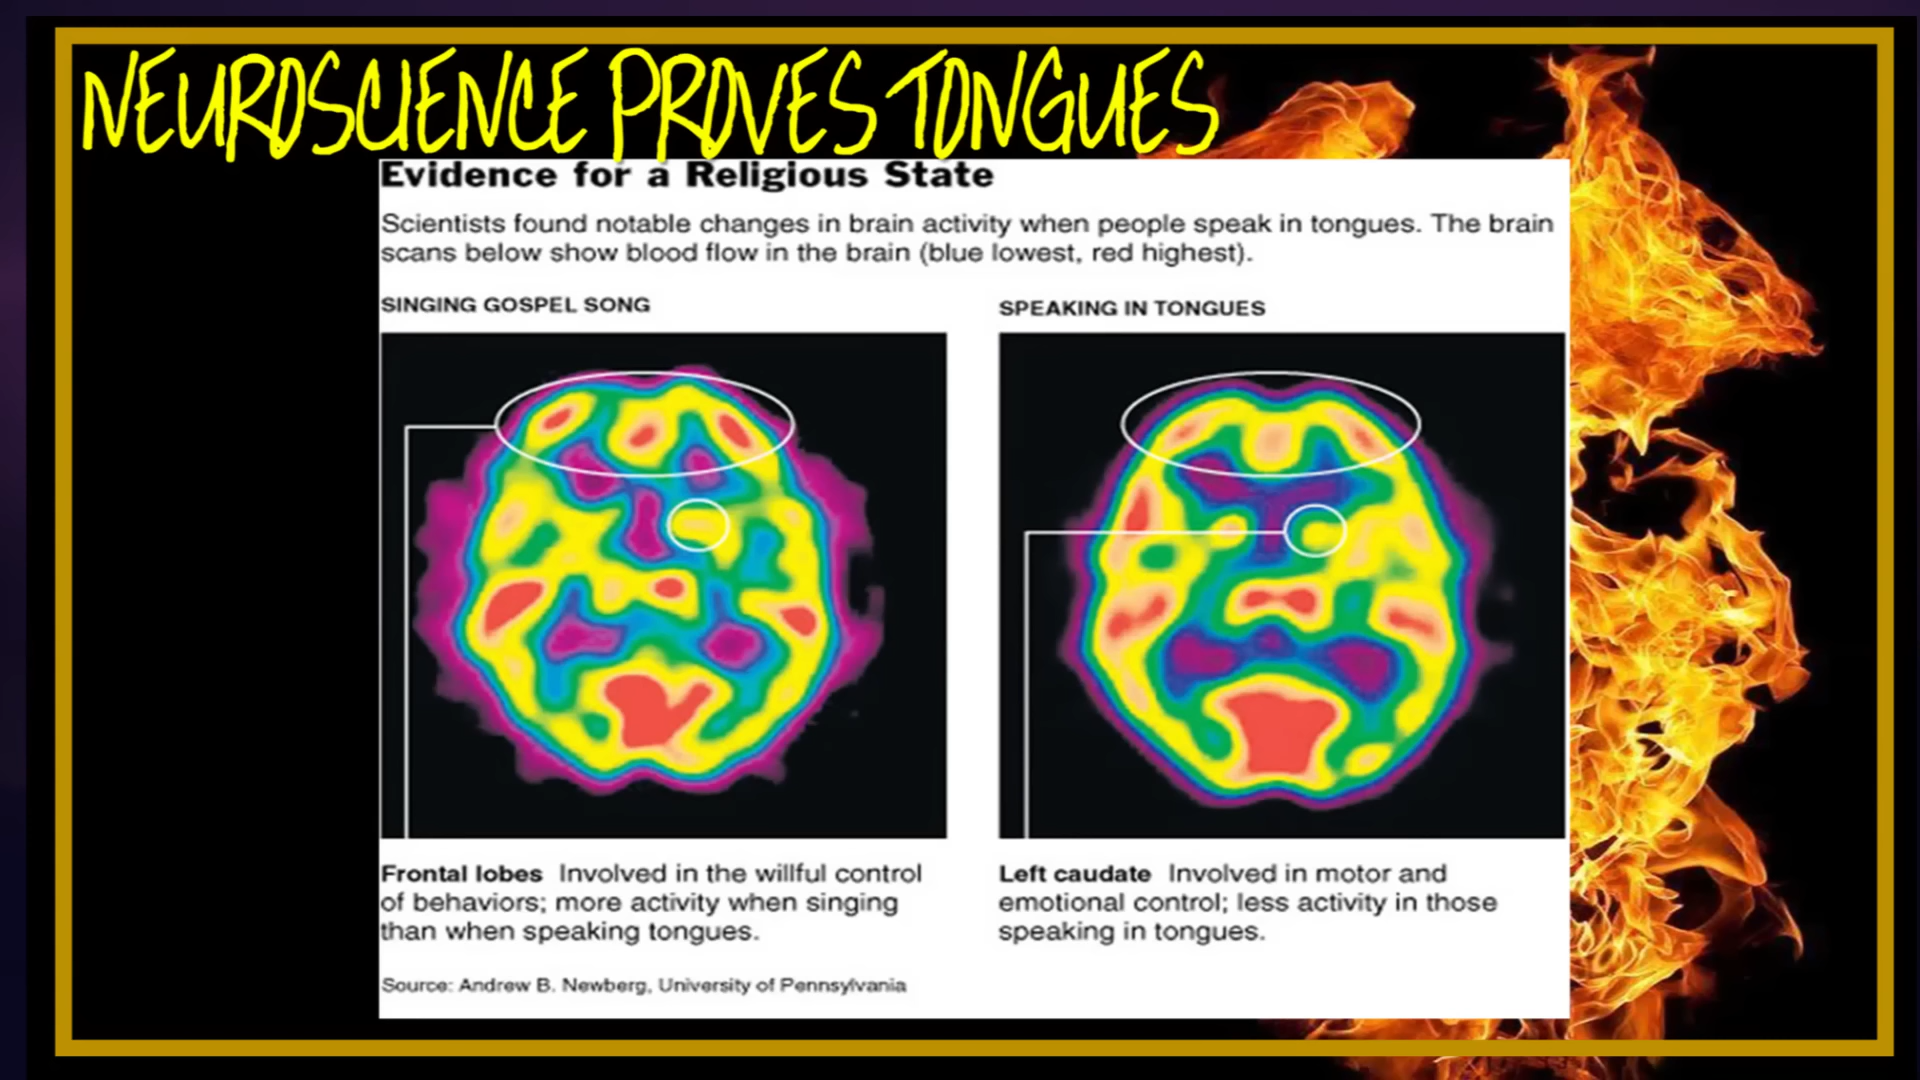 NEUROSCIENCE PROVES TONGUES
Evidence for a Religious State
Scientists found notable changes in brain activity when people speak in tongues. The brain
scans below show blood flow in the brain (blue lowest, red highest).
SINGING GOSPEL SONG
SPEAKING IN TONGUES
Frontal lobes Involved in the willful control
of behaviors; more activity when singing
than when speaking tongues.
Left caudate Involved in motor and
emotional control; less activity in those
speaking in tongues.
Source: Andrew B. Newberg, University of Pennsylvania